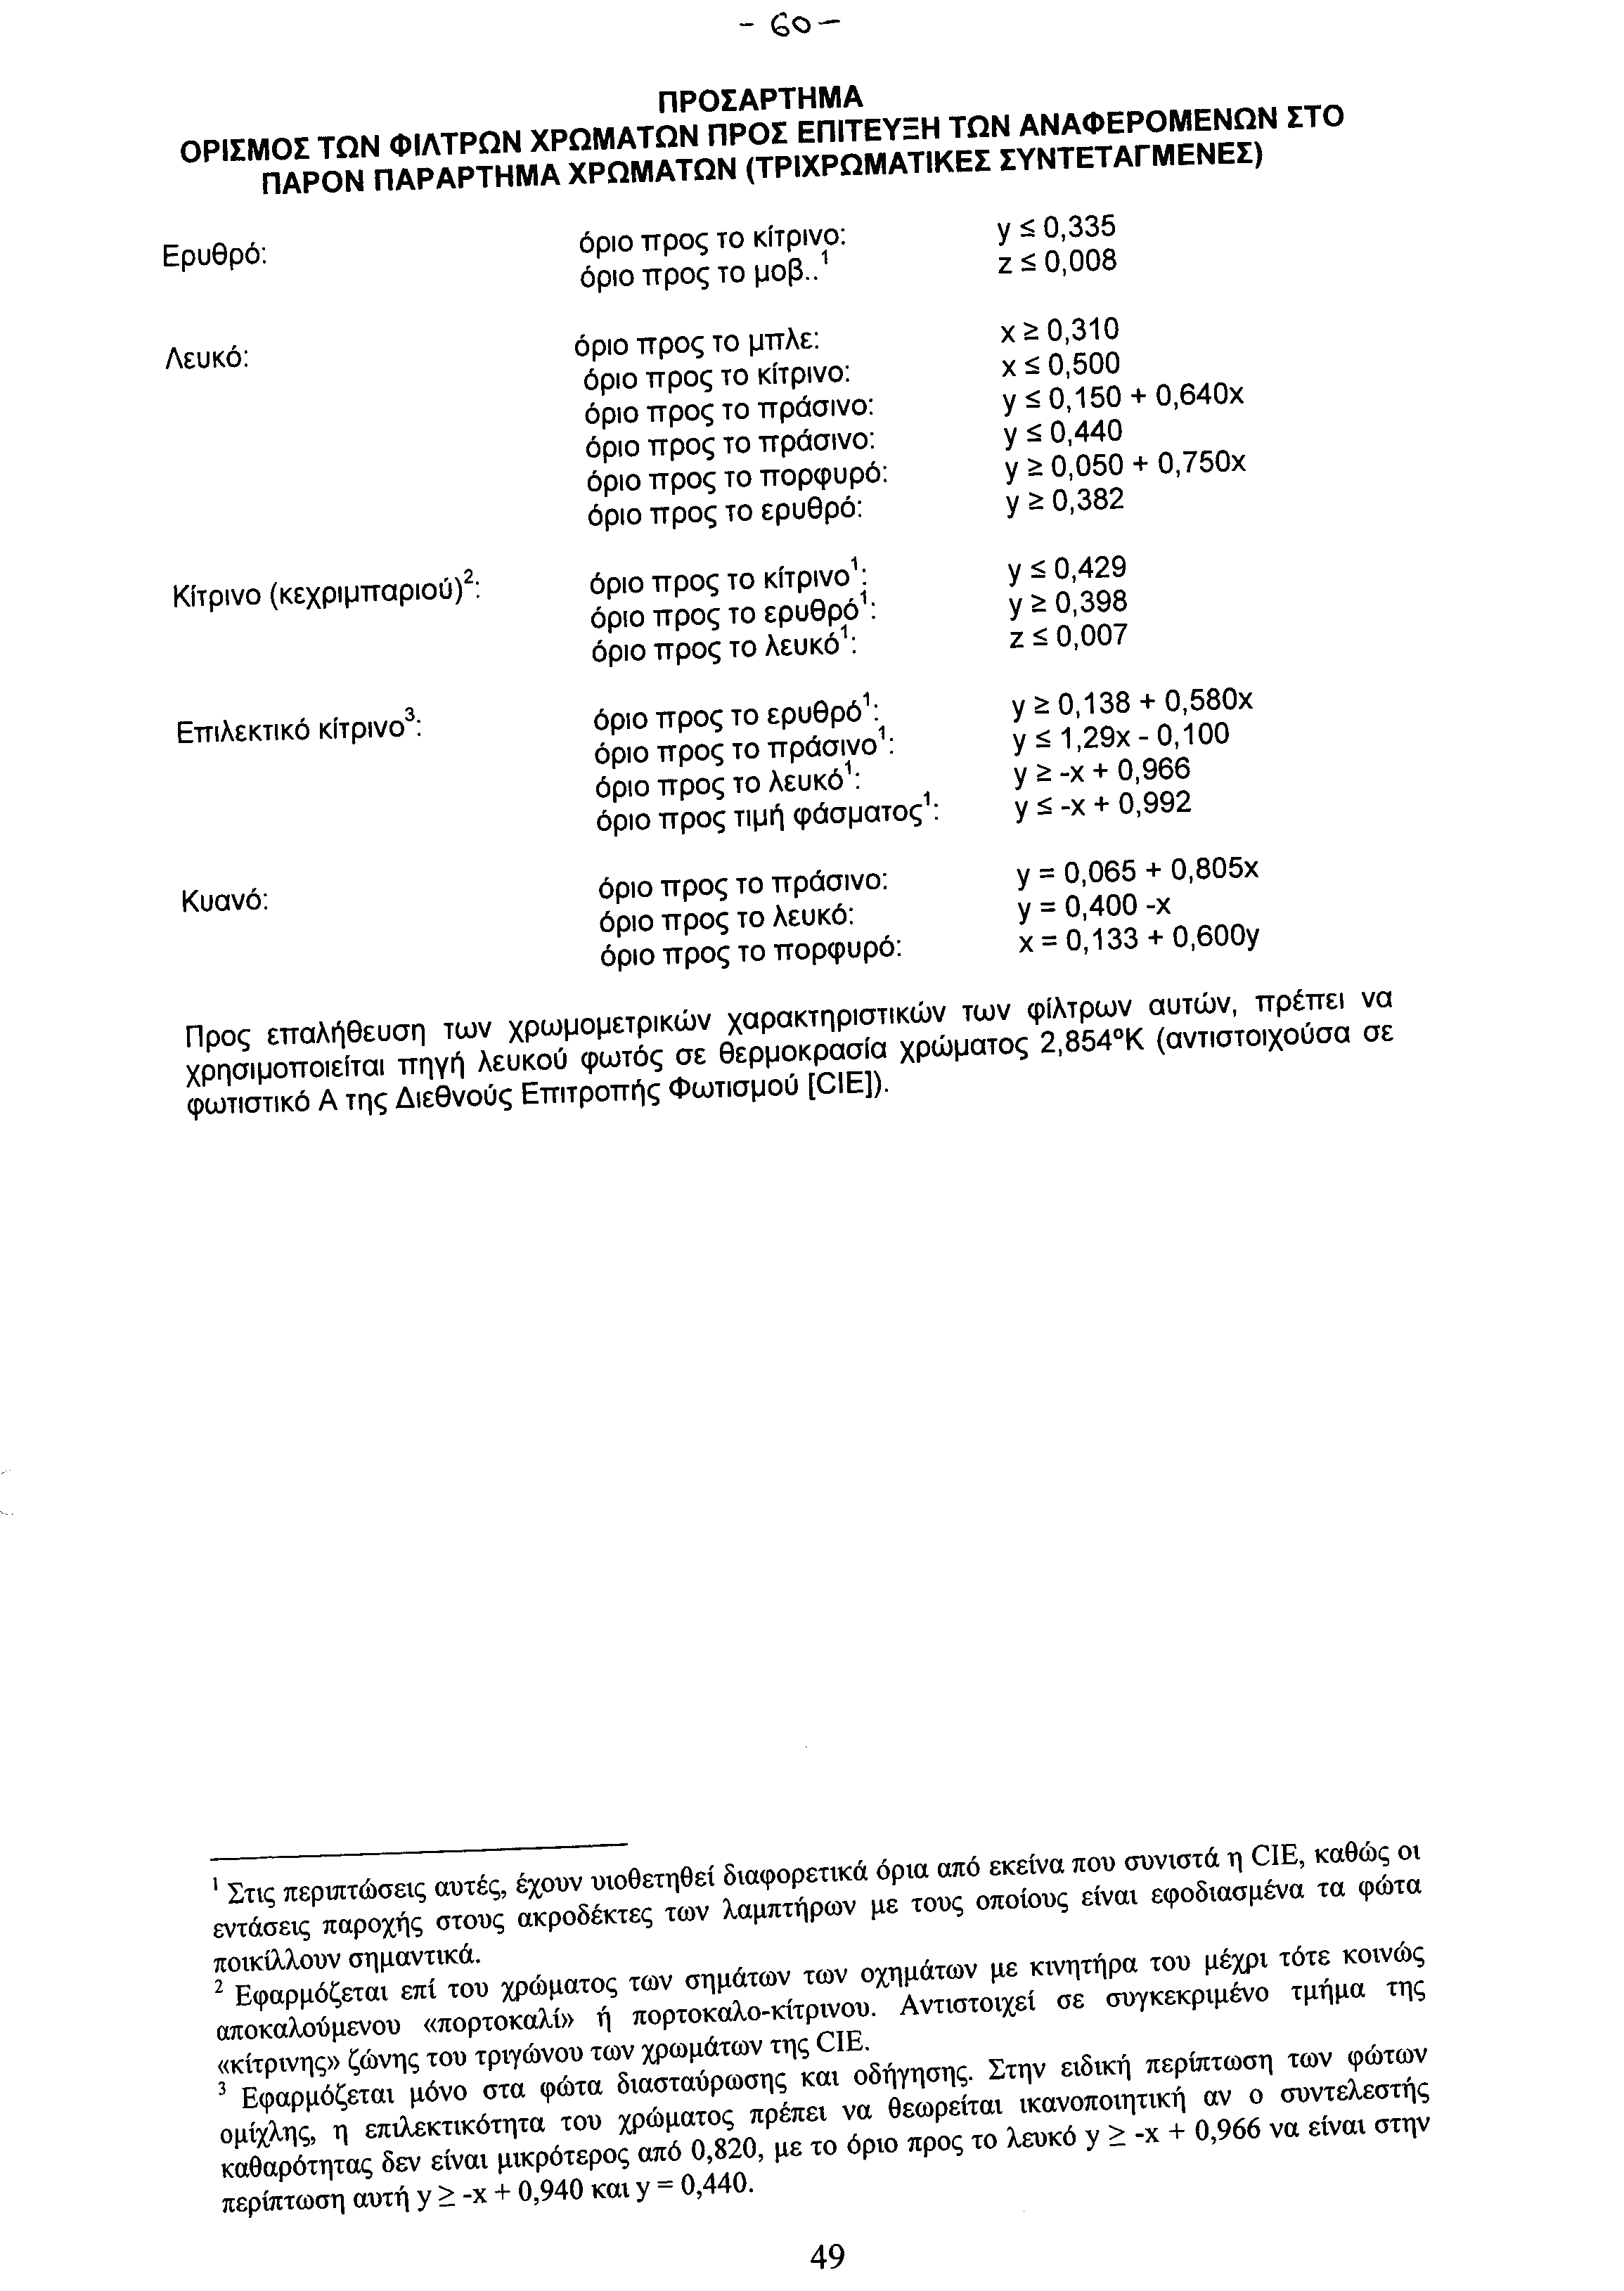 - 60 -
ΠΡΟΣΑΡΤΗΜΑ
ΟΡΙΣΜΟΣ ΤΩΝ ΦΙΛΤΡΩΝ ΧΡΩΜΑΤΩΝ ΠΡΟΣ ΕΠΙΤΕΥΞΗ ΤΩΝ ΑΝΑΦΕΡΟΜΕΝΩΝ ΣΤΟ
ΠΑΡΟΝ ΠΑΡΑΡΤΗΜΑ ΧΡΩΜΑΤΩΝ (ΤΡΙΧΡΩΜΑΤΙΚΕΣ ΣΥΝΤΕΤΑΓΜΕΝΕΣ)
Ερυθρό: όριο προς το κίτρινο: y ≤ 0,335
όριο προς το μοβ..¹ z ≤ 0,008
Λευκό: όριο προς το μπλε: x ≥ 0,310
όριο προς το κίτρινο: x ≤ 0,500
όριο προς το πράσινο: y ≤ 0,150 + 0,640x
όριο προς το πράσινο: y ≤ 0,440
όριο προς το πορφυρό: y ≥ 0,050 + 0,750x
όριο προς το ερυθρό: y ≥ 0,382
Κίτρινο (κεχριμπαριού)²: όριο προς το κίτρινο¹: y ≤ 0,429
όριο προς το ερυθρό¹: y ≥ 0,398
όριο προς το λευκό¹: z ≤ 0,007
Επιλεκτικό κίτρινο³: όριο προς το ερυθρό¹: y ≥ 0,138 + 0,580x
όριο προς το πράσινο¹: y ≤ 1,29x - 0,100
όριο προς το λευκό¹: y ≥ -x + 0,966
όριο προς τιμή φάσματος¹: y ≤ -x + 0,992
Κυανό: όριο προς το πράσινο: y = 0,065 + 0,805x
όριο προς το λευκό: y = 0,400 -x
όριο προς το πορφυρό: x = 0,133 + 0,600y
Προς επαλήθευση των χρωμομετρικών χαρακτηριστικών των φίλτρων αυτών, πρέπει να
χρησιμοποιείται πηγή λευκού φωτός σε θερμοκρασία χρώματος 2,854°K (αντιστοιχούσα σε
φωτιστικό Α της Διεθνούς Επιτροπής Φωτισμού [CIE]).
¹ Στις περιπτώσεις αυτές, έχουν υιοθετηθεί διαφορετικά όρια από εκείνα που συνιστά η CIE, καθώς οι
εντάσεις παροχής στους ακροδέκτες των λαμπτήρων με τους οποίους είναι εφοδιασμένα τα φώτα
ποικίλλουν σημαντικά.
² Εφαρμόζεται επί του χρώματος των σημάτων των οχημάτων με κινητήρα του μέχρι τότε κοινώς
αποκαλούμενου «πορτοκαλί» ή πορτοκαλο-κίτρινου. Αντιστοιχεί σε συγκεκριμένο τμήμα της
«κίτρινης» ζώνης του τριγώνου των χρωμάτων της CIE.
³ Εφαρμόζεται μόνο στα φώτα διασταύρωσης και οδήγησης. Στην ειδική περίπτωση των φώτων
ομίχλης, η επιλεκτικότητα του χρώματος πρέπει να θεωρείται ικανοποιητική αν ο συντελεστής
καθαρότητας δεν είναι μικρότερος από 0,820, με το όριο προς το λευκό y ≥ -x + 0,966 να είναι στην
περίπτωση αυτή y ≥ -x + 0,940 και y = 0,440.
49